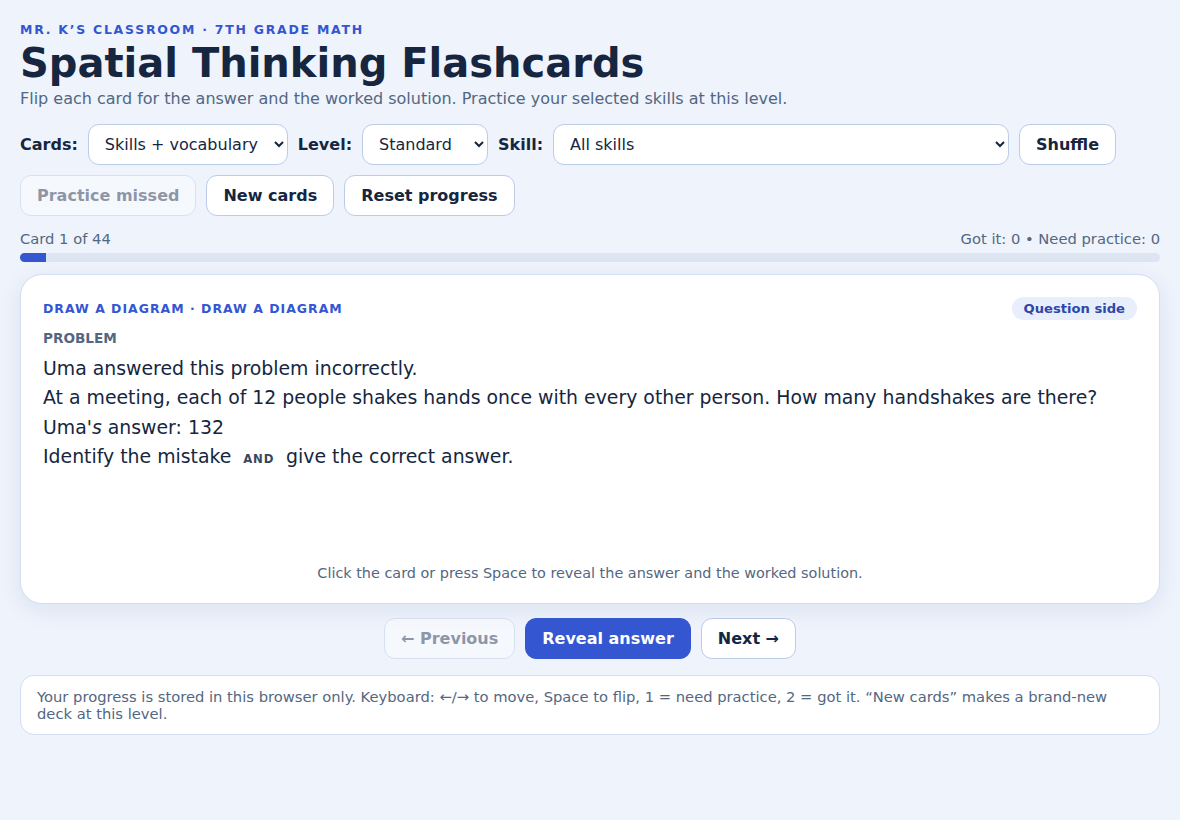 MR. K’S CLASSROOM · 7TH GRADE MATH
Spatial Thinking Flashcards
Flip each card for the answer and the worked solution. Practice your selected skills at this level.
Cards: Skills + vocabulary Level: Standard Skill: All skills Shuffle
Practice missed New cards Reset progress
Card 1 of 44 Got it: 0 • Need practice: 0
DRAW A DIAGRAM · DRAW A DIAGRAM Question side
PROBLEM
Uma answered this problem incorrectly.
At a meeting, each of 12 people shakes hands once with every other person. How many handshakes are there?
Uma's answer: 132
Identify the mistake AND give the correct answer.
Click the card or press Space to reveal the answer and the worked solution.
← Previous Reveal answer Next →
Your progress is stored in this browser only. Keyboard: ←/→ to move, Space to flip, 1 = need practice, 2 = got it. “New cards” makes a brand-new
deck at this level.